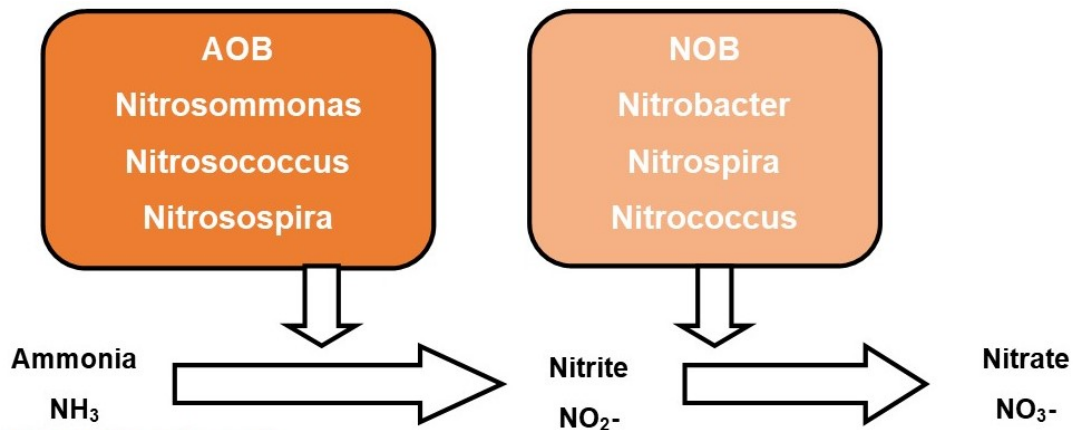 AOB
Nitrosommonas
Nitrosococcus
Nitrosospira
NOB
Nitrobacter
Nitrospira
Nitrococcus
Ammonia
NH₃
Nitrite
NO₂-
Nitrate
NO₃-